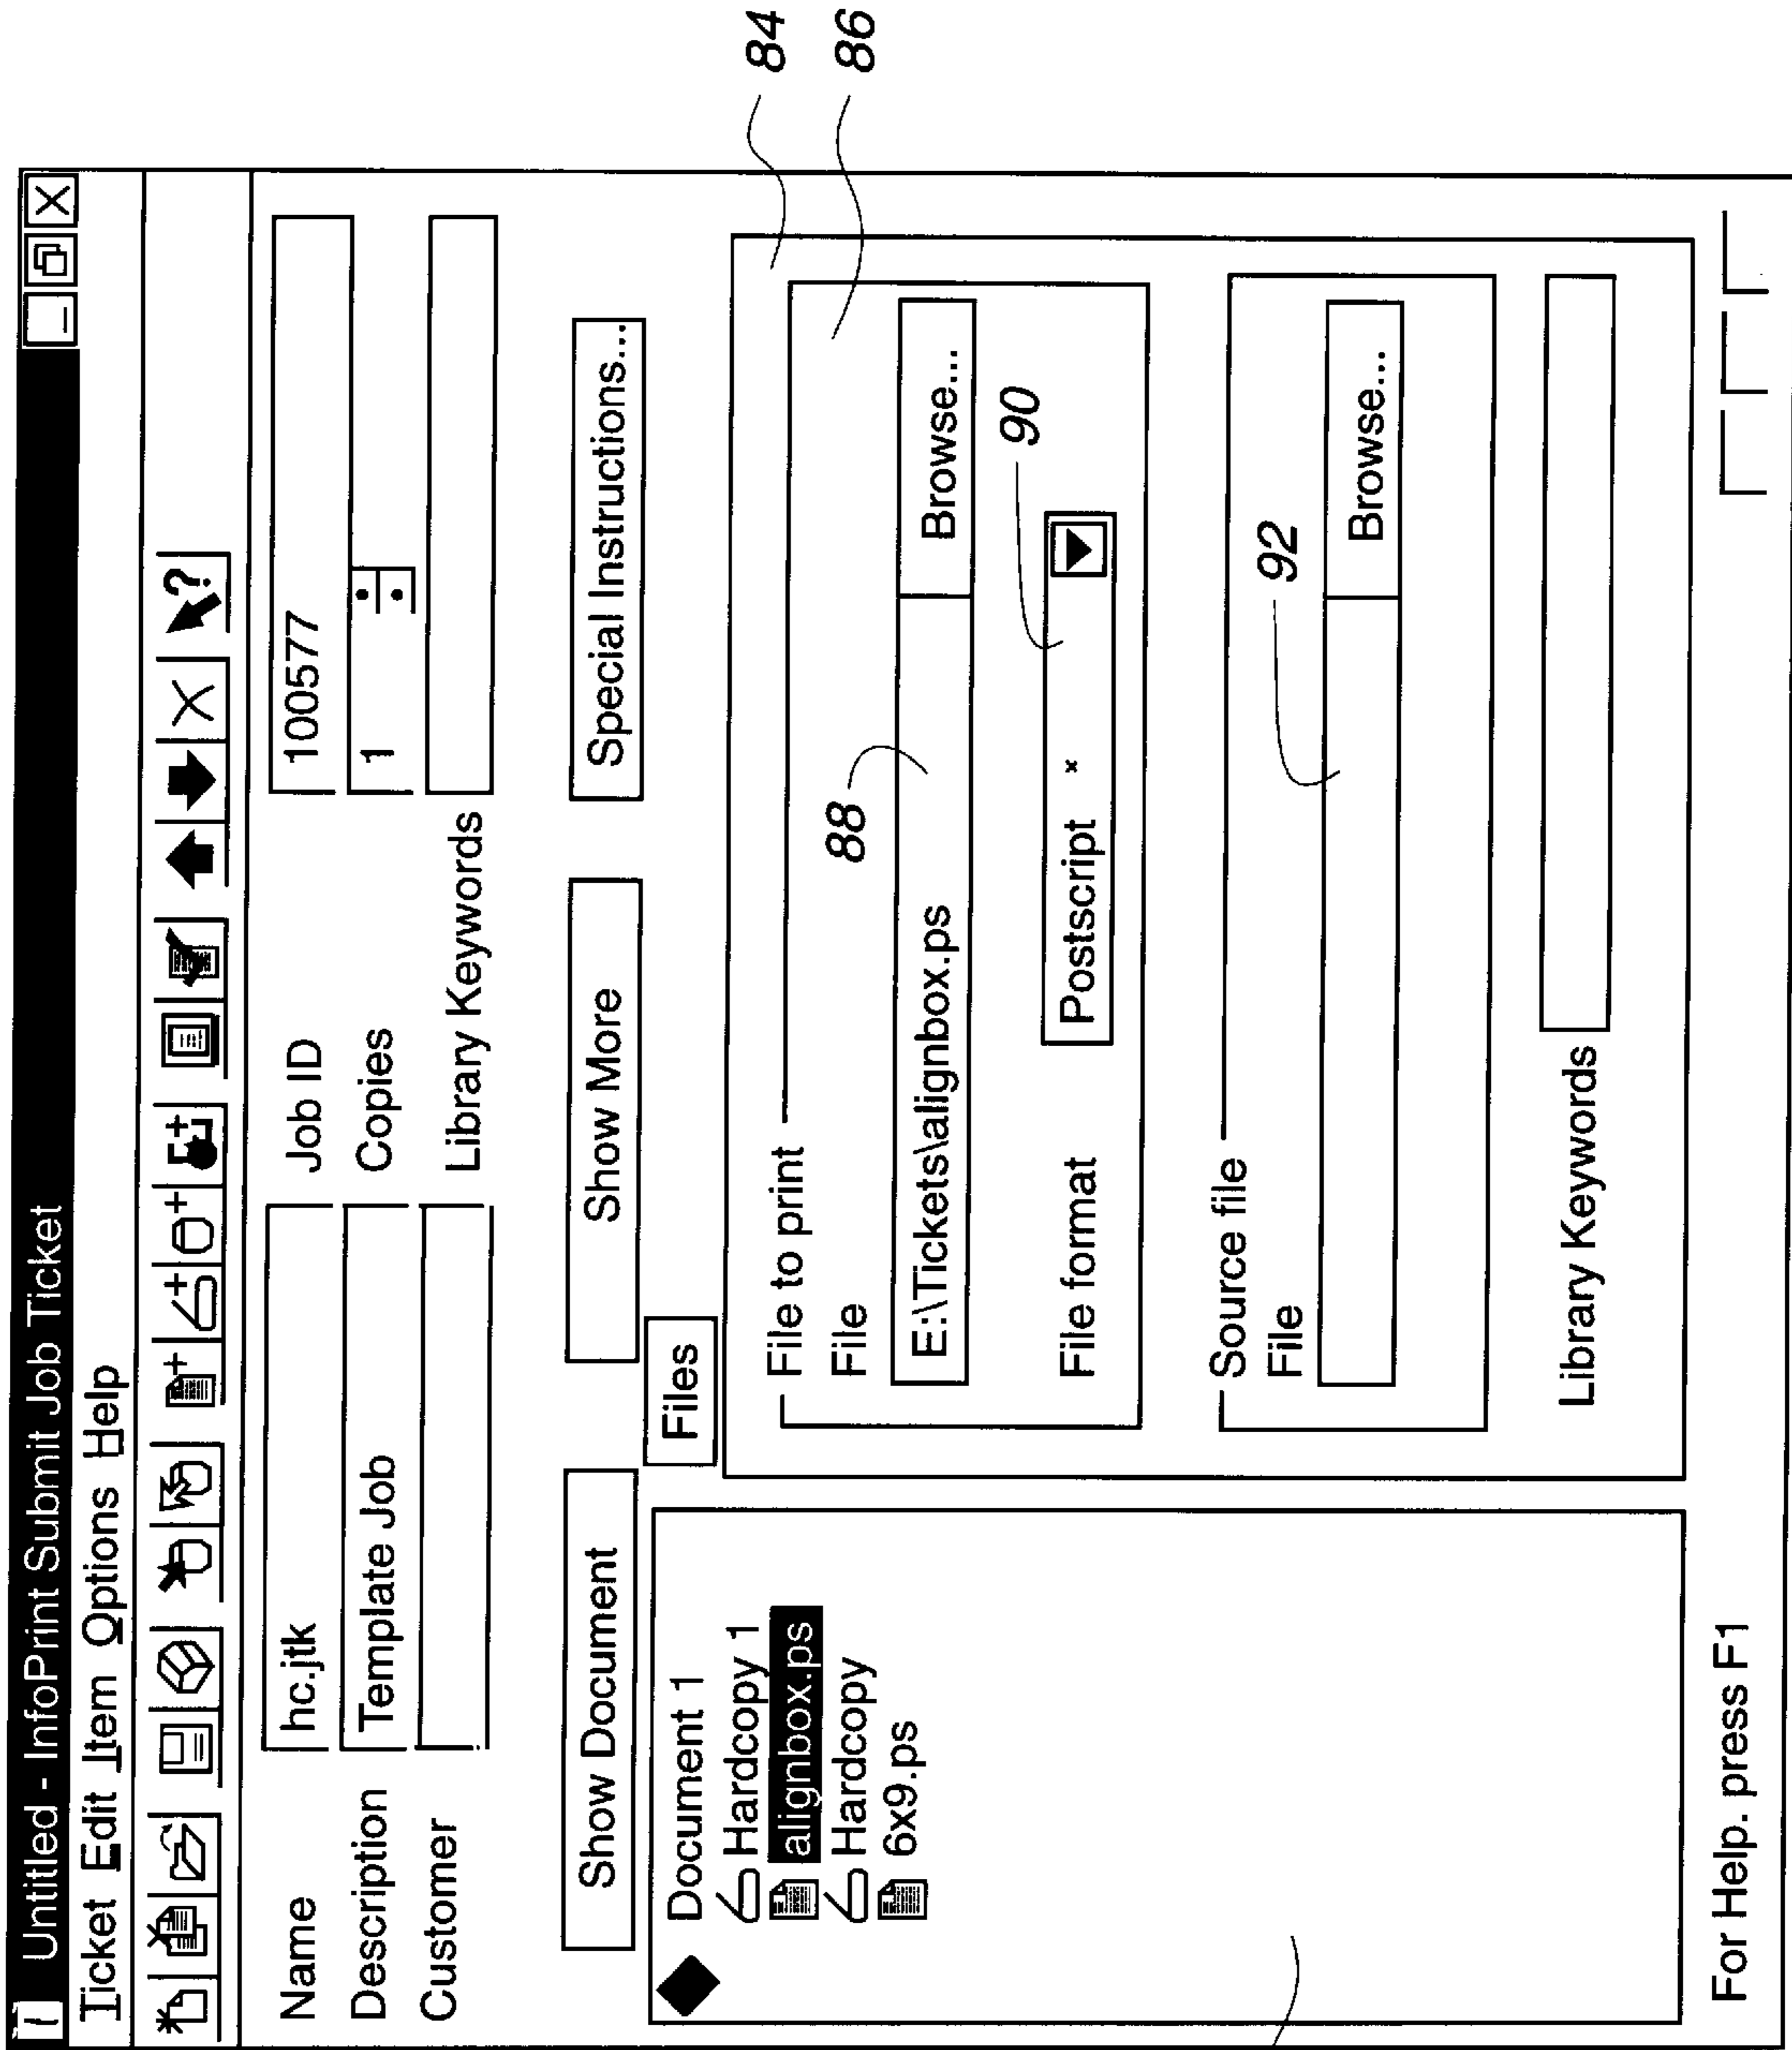 Untitled - InfoPrint Submit Job Ticket
Ticket Edit Item Options Help
Name hc.jtk Job ID 100577
Description Template Job Copies 1
Customer Library Keywords
Show Document Show More Special Instructions...
Files
Document 1
Hardcopy 1
alignbox.ps
Hardcopy
6x9.ps
84
File to print
86
File
88
E:\Tickets\alignbox.ps Browse...
90
File format Postscript
Source file
File
92
Browse...
Library Keywords
For Help. press F1